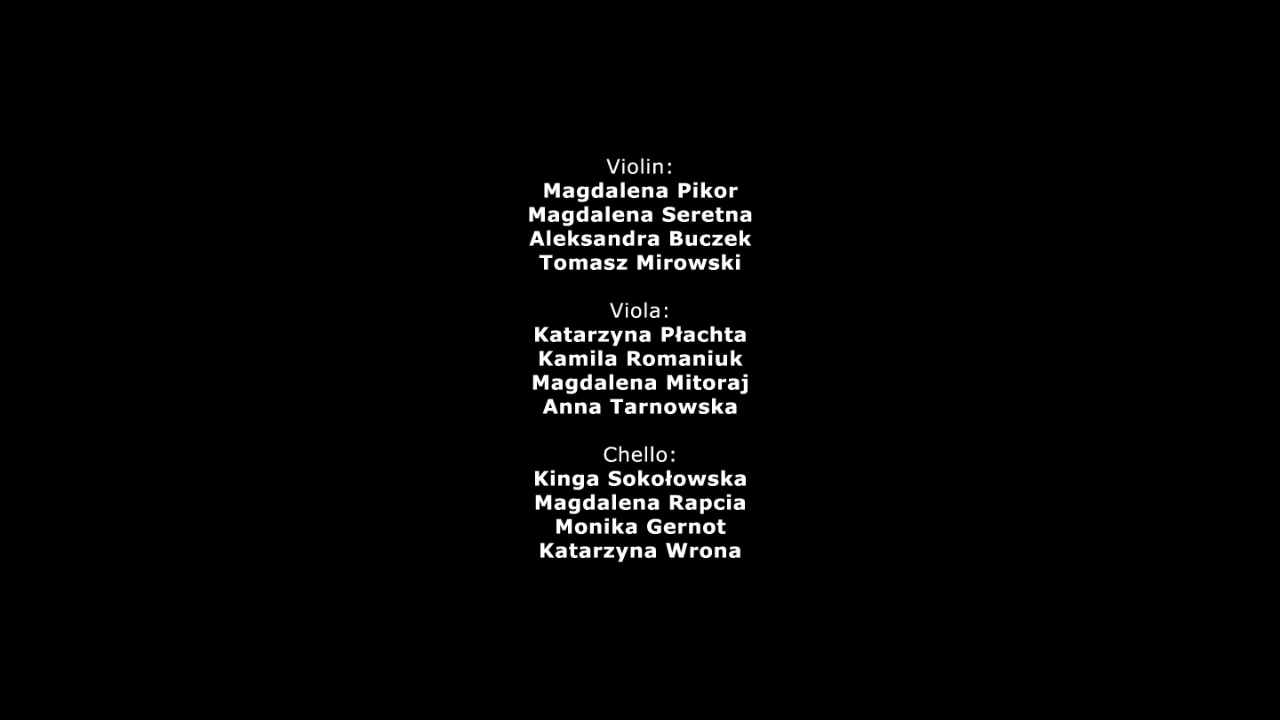 Violin:
Magdalena Pikor
Magdalena Seretna
Aleksandra Buczek
Tomasz Mirowski
Viola:
Katarzyna Płachta
Kamila Romaniuk
Magdalena Mitoraj
Anna Tarnowska
Chello:
Kinga Sokołowska
Magdalena Rapcia
Monika Gernot
Katarzyna Wrona